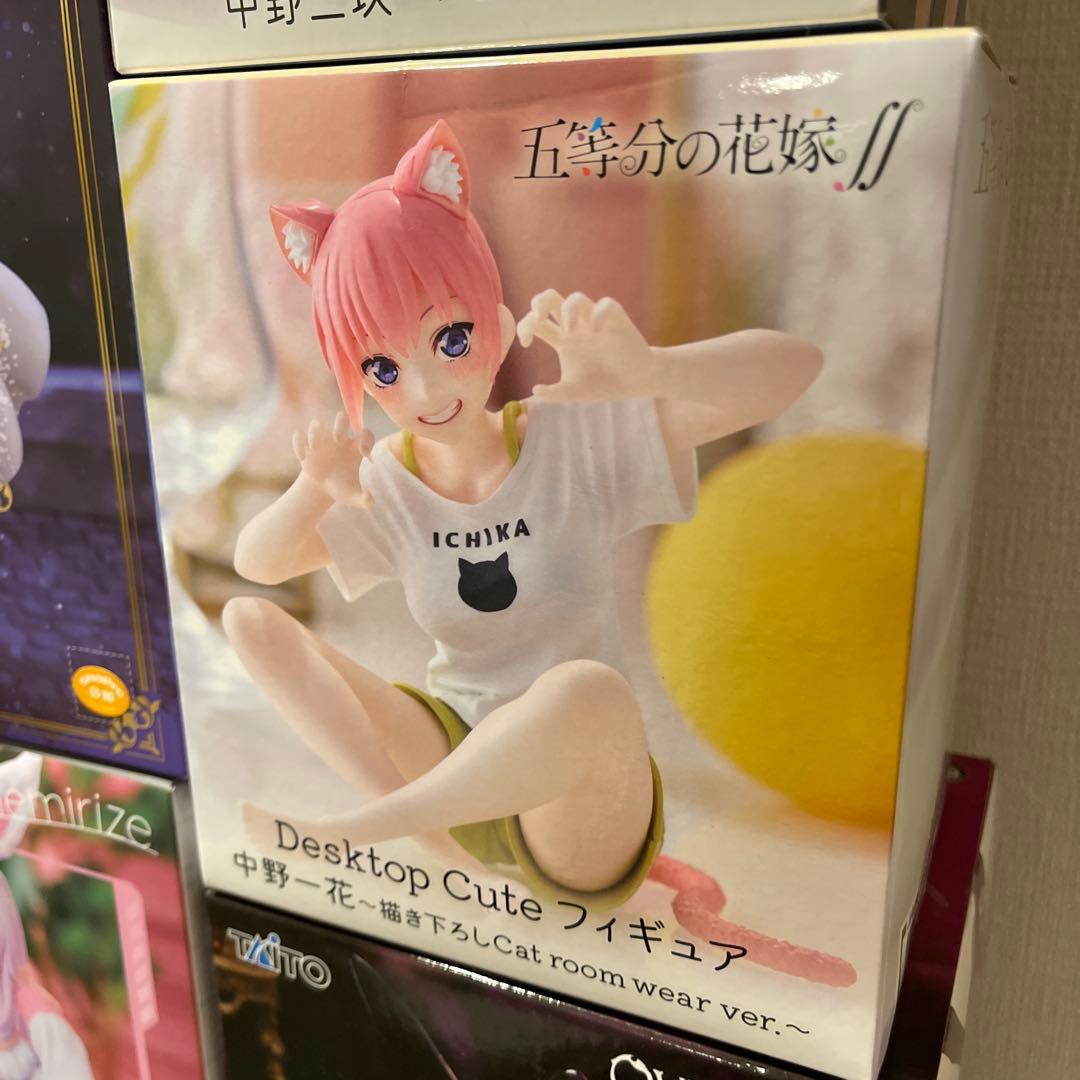 五等分の花嫁∬
ICHIKA
Desktop Cute フィギュア
中野一花~描き下ろしCat room wear ver.~
emirize
TAITO